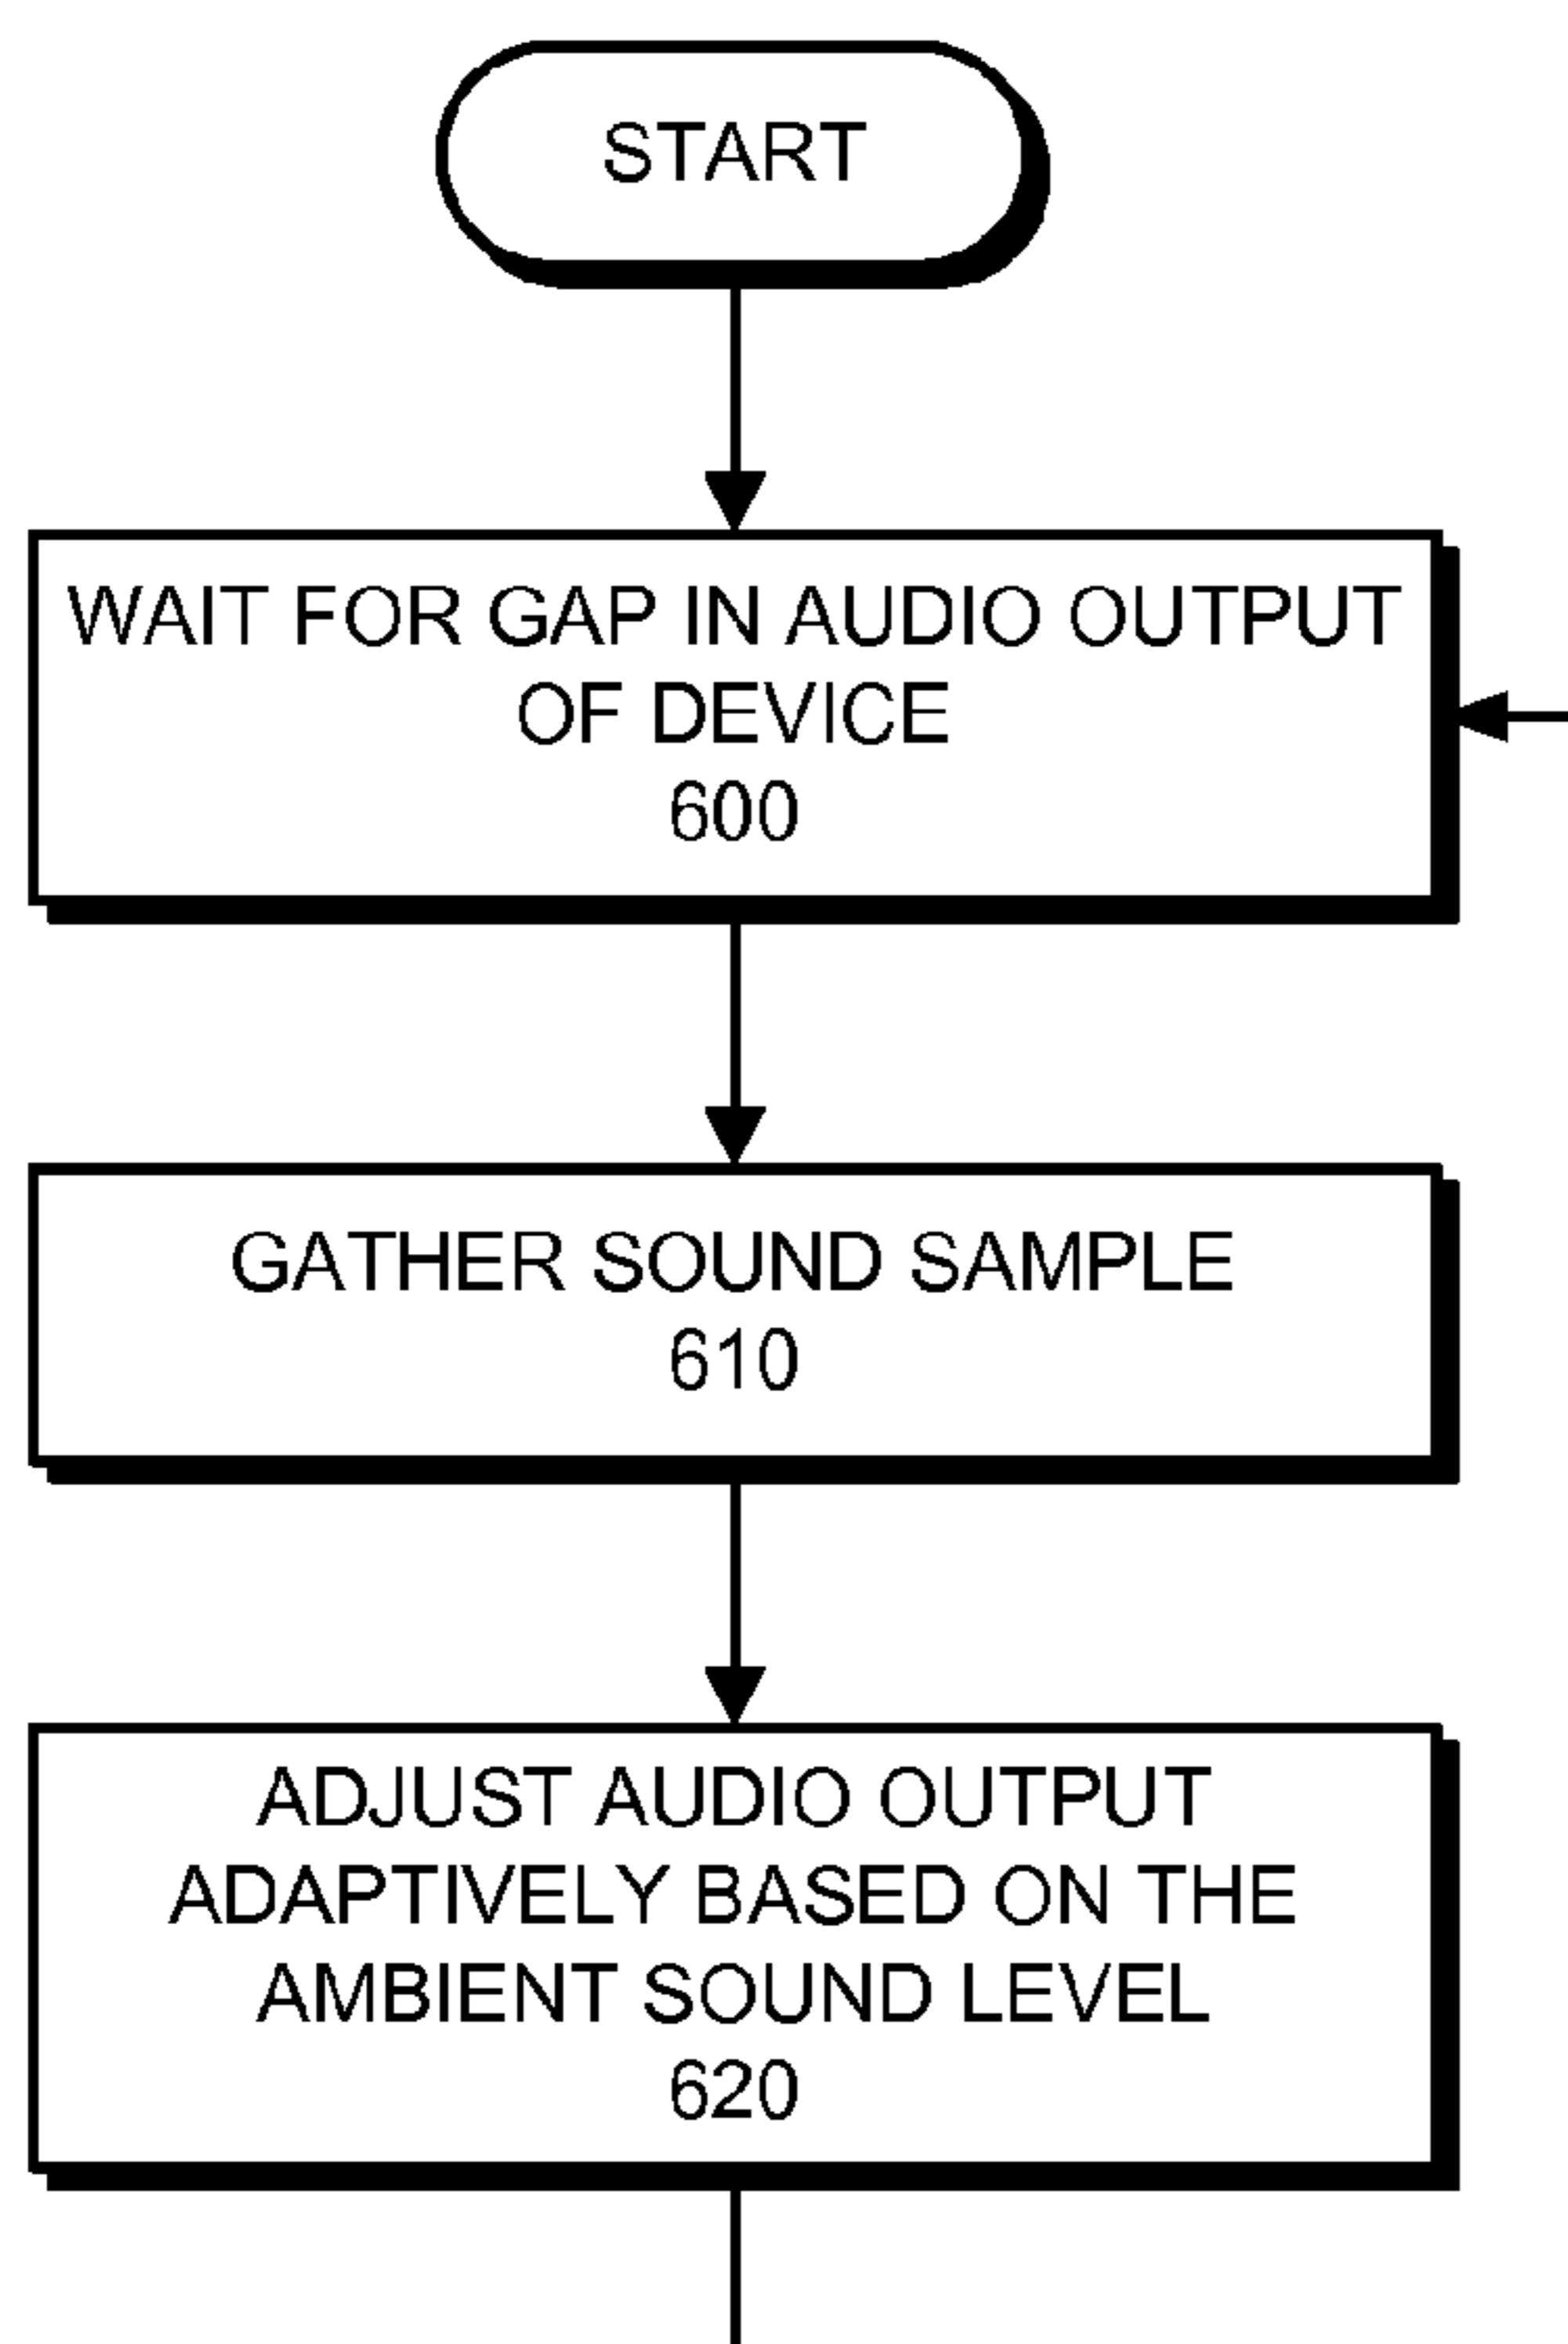 START
WAIT FOR GAP IN AUDIO OUTPUT
OF DEVICE
600
GATHER SOUND SAMPLE
610
ADJUST AUDIO OUTPUT
ADAPTIVELY BASED ON THE
AMBIENT SOUND LEVEL
620